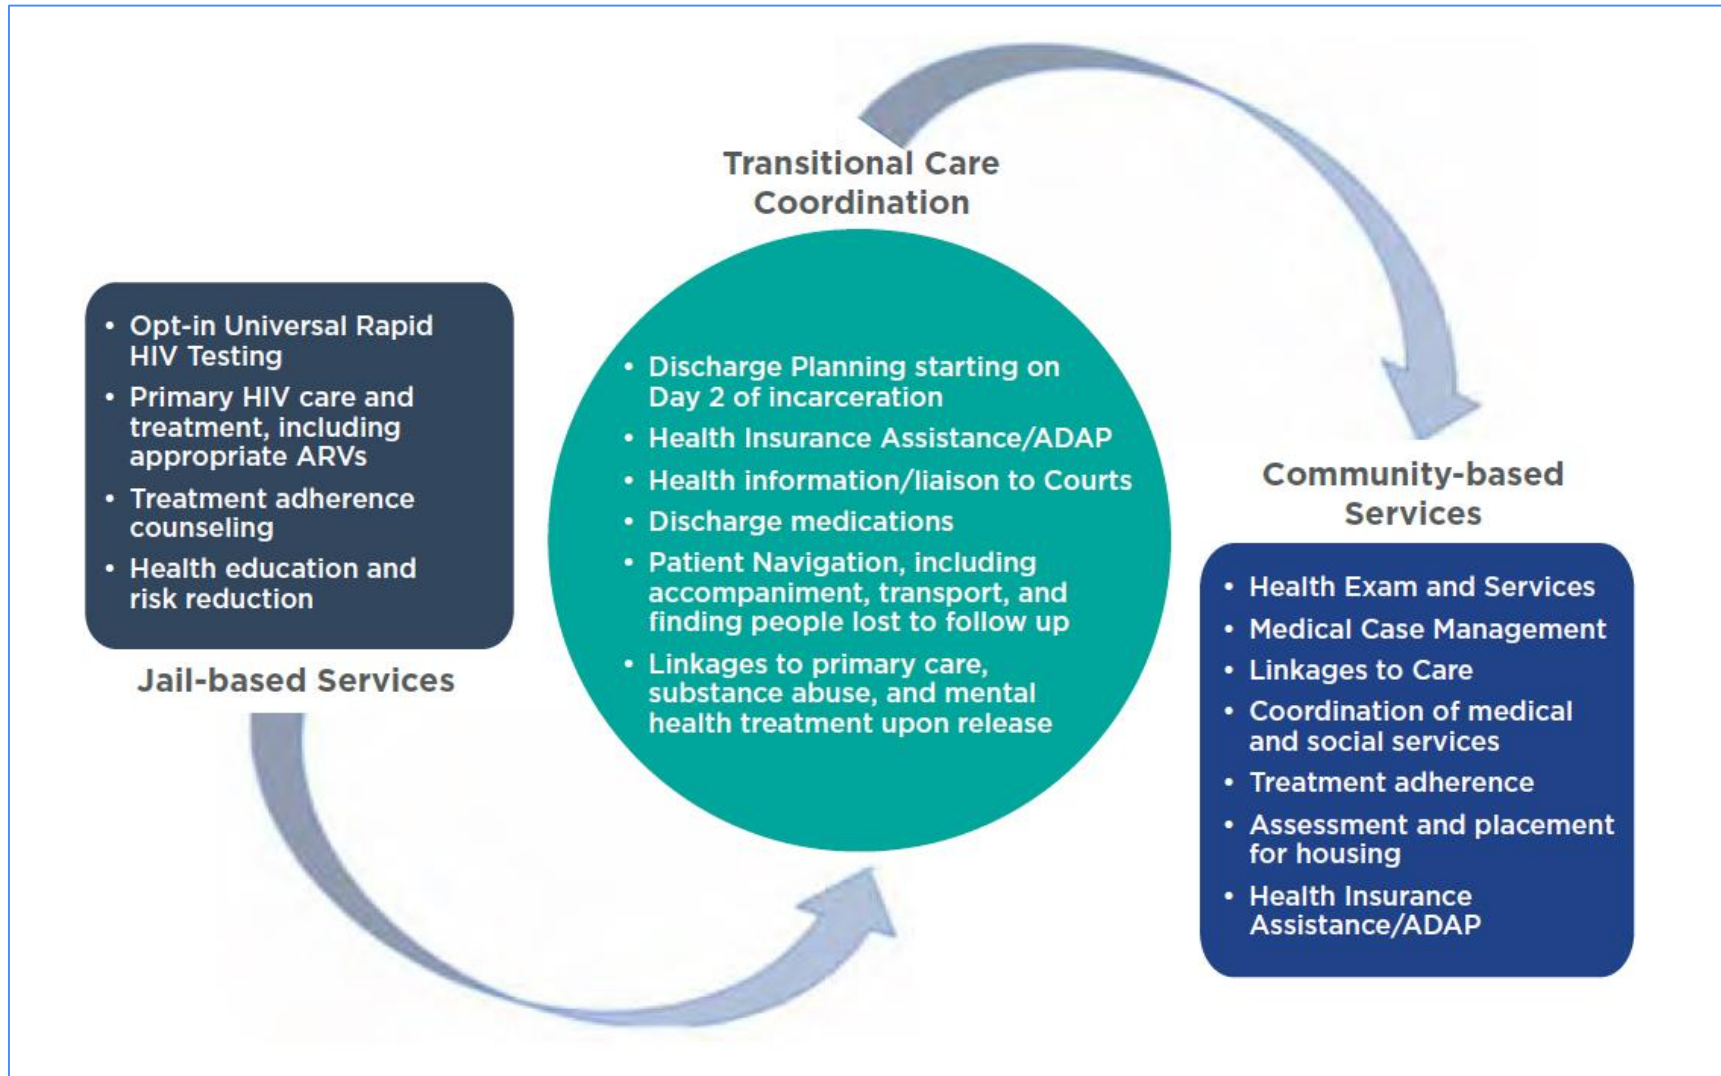 Transitional Care
Coordination
• Opt-in Universal Rapid
HIV Testing
• Primary HIV care and
treatment, including
appropriate ARVs
• Treatment adherence
counseling
• Health education and
risk reduction
Jail-based Services
• Discharge Planning starting on
Day 2 of incarceration
• Health Insurance Assistance/ADAP
• Health information/liaison to Courts
• Discharge medications
• Patient Navigation, including
accompaniment, transport, and
finding people lost to follow up
• Linkages to primary care,
substance abuse, and mental
health treatment upon release
Community-based
Services
• Health Exam and Services
• Medical Case Management
• Linkages to Care
• Coordination of medical
and social services
• Treatment adherence
• Assessment and placement
for housing
• Health Insurance
Assistance/ADAP